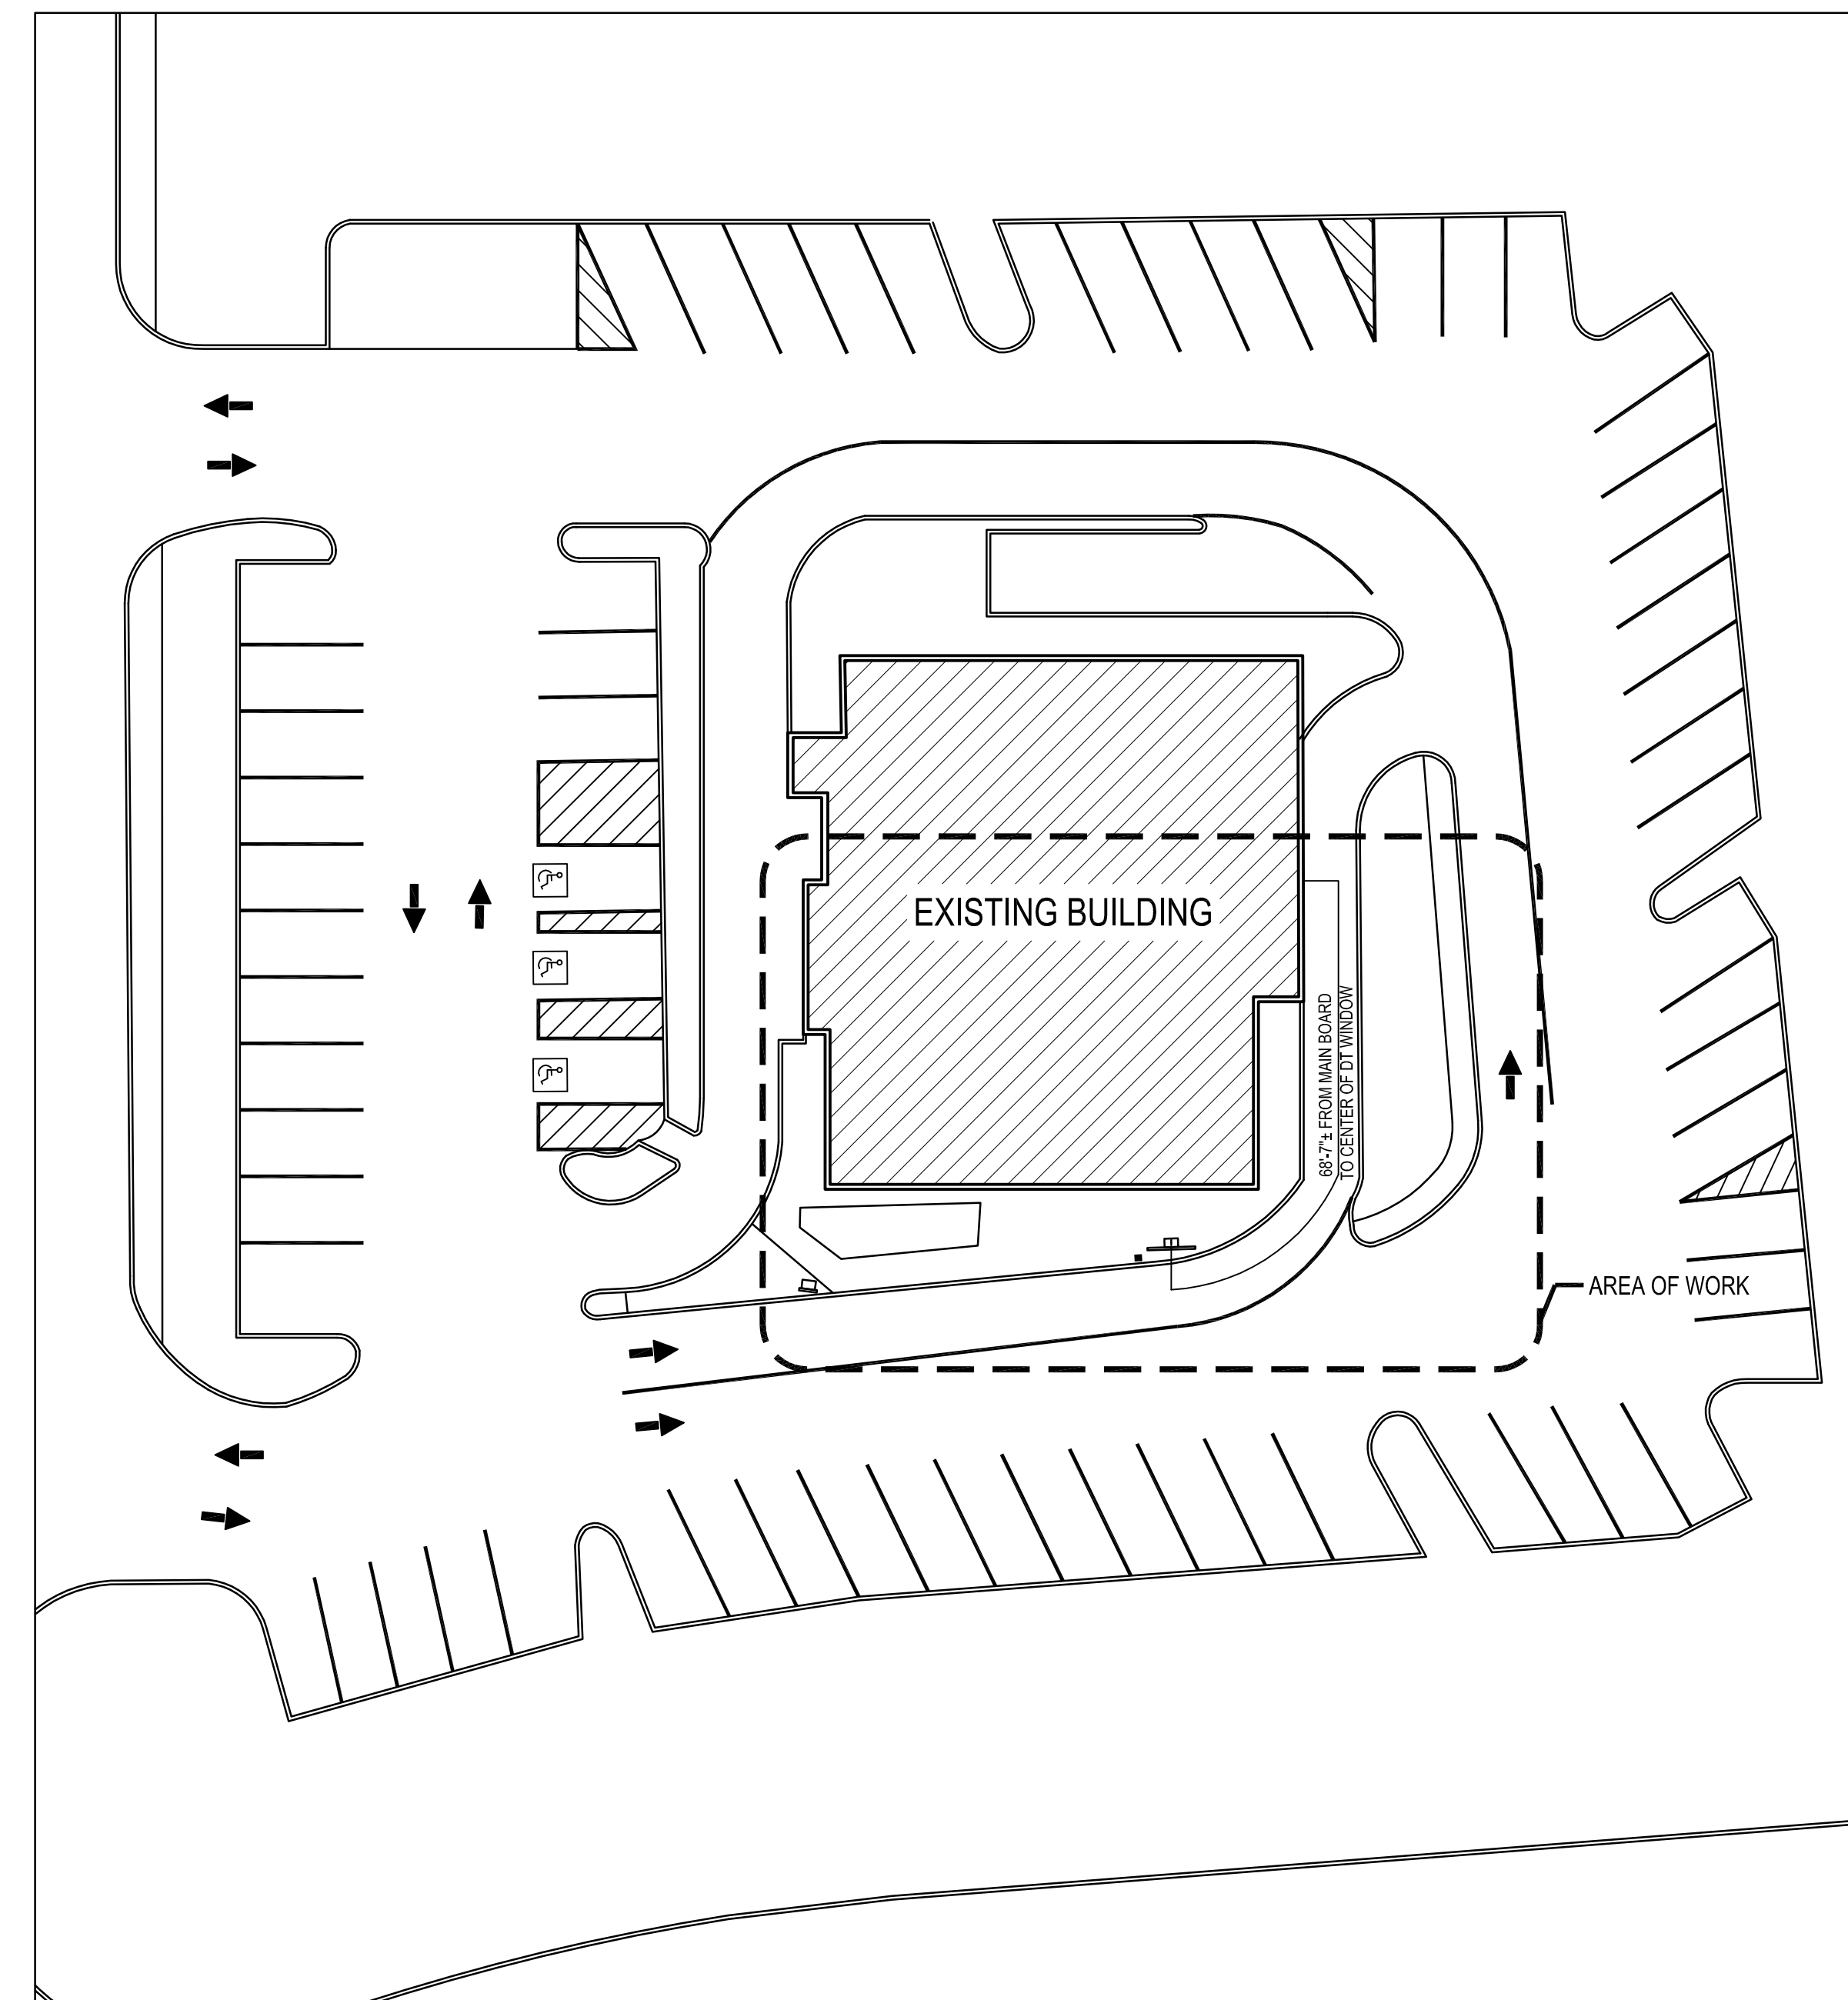 EXISTING BUILDING
68'-7"± FROM MAIN BOARD
TO CENTER OF DT WINDOW
AREA OF WORK